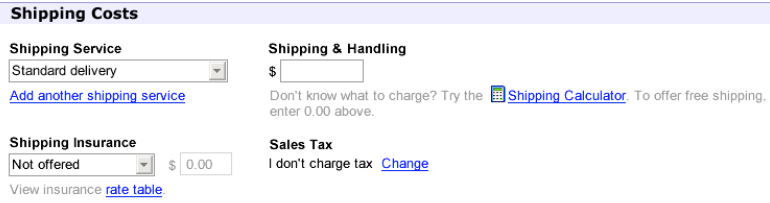 Shipping Costs
Shipping Service
Standard delivery
Add another shipping service
Shipping & Handling
$
Don't know what to charge? Try the Shipping Calculator. To offer free shipping,
enter 0.00 above.
Shipping Insurance
Not offered $ 0.00
View insurance rate table.
Sales Tax
I don't charge tax Change